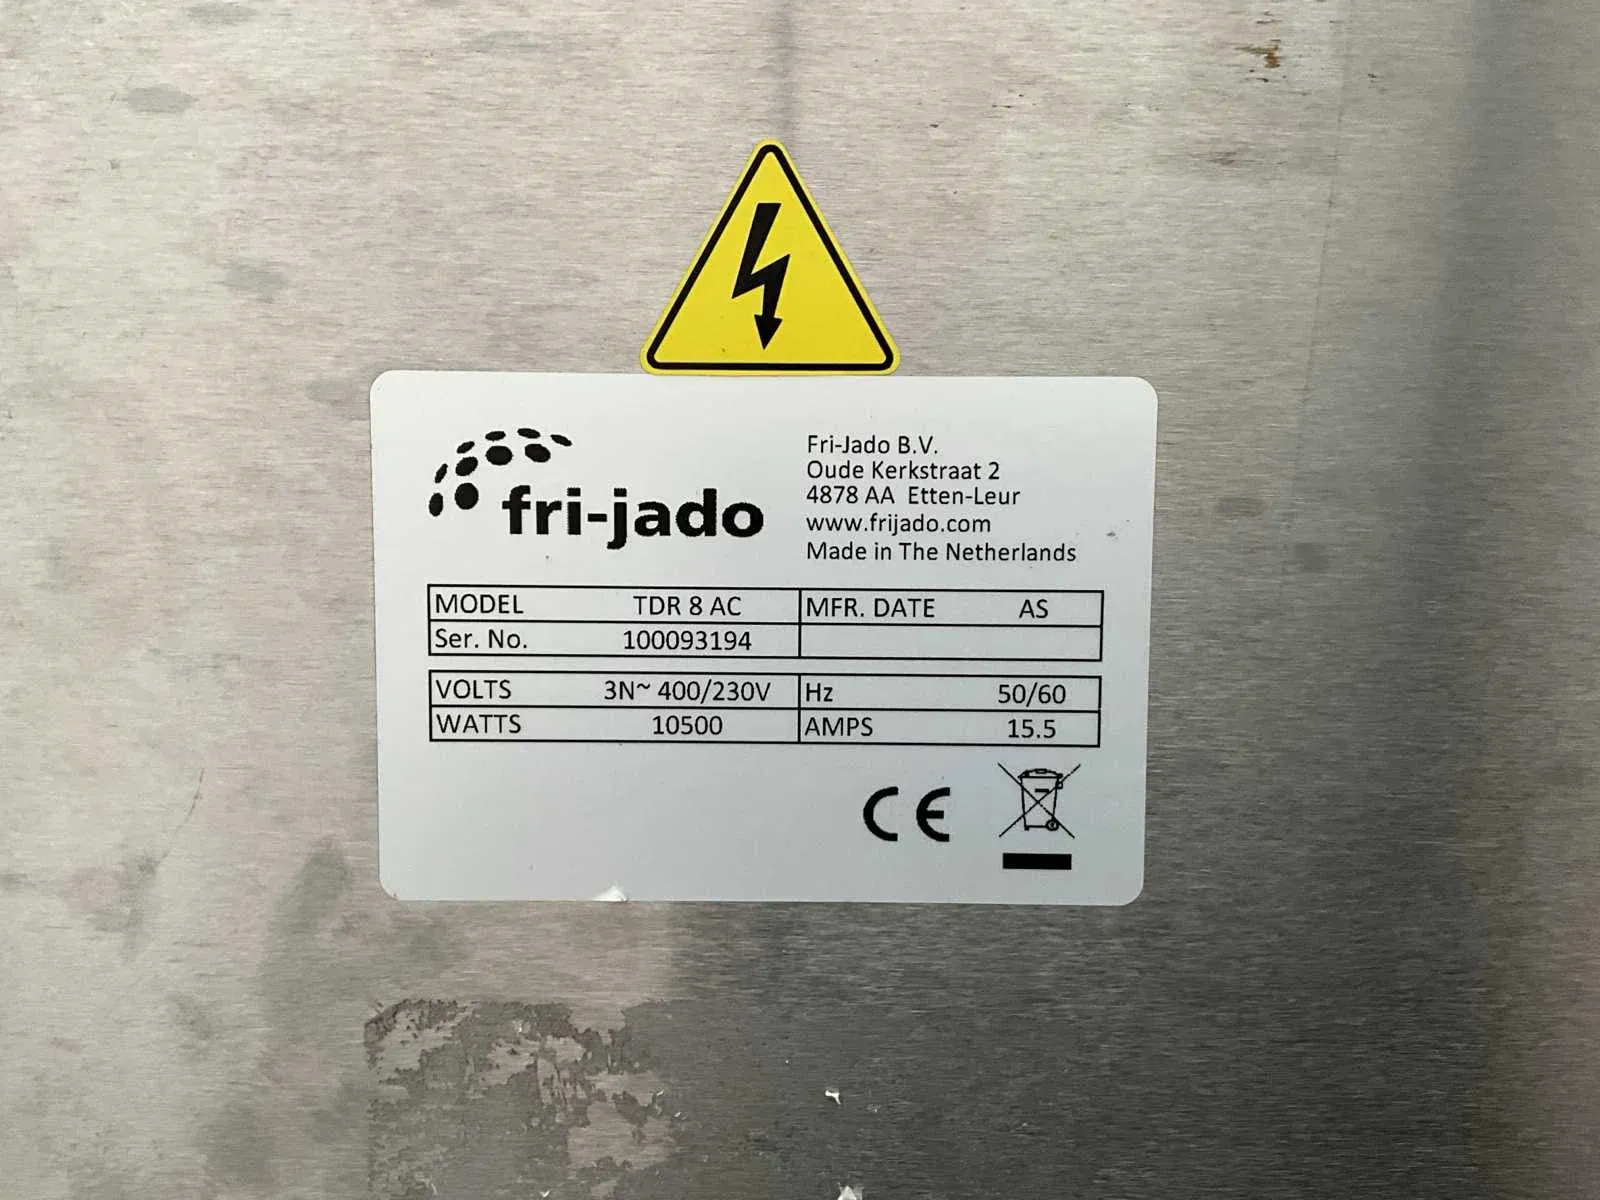 fri-jado
Fri-Jado B.V.
Oude Kerkstraat 2
4878 AA Etten-Leur
www.frijado.com
Made in The Netherlands
MODEL TDR 8 AC MFR. DATE AS
Ser. No. 100093194
VOLTS 3N~ 400/230V Hz 50/60
WATTS 10500 AMPS 15.5
CE